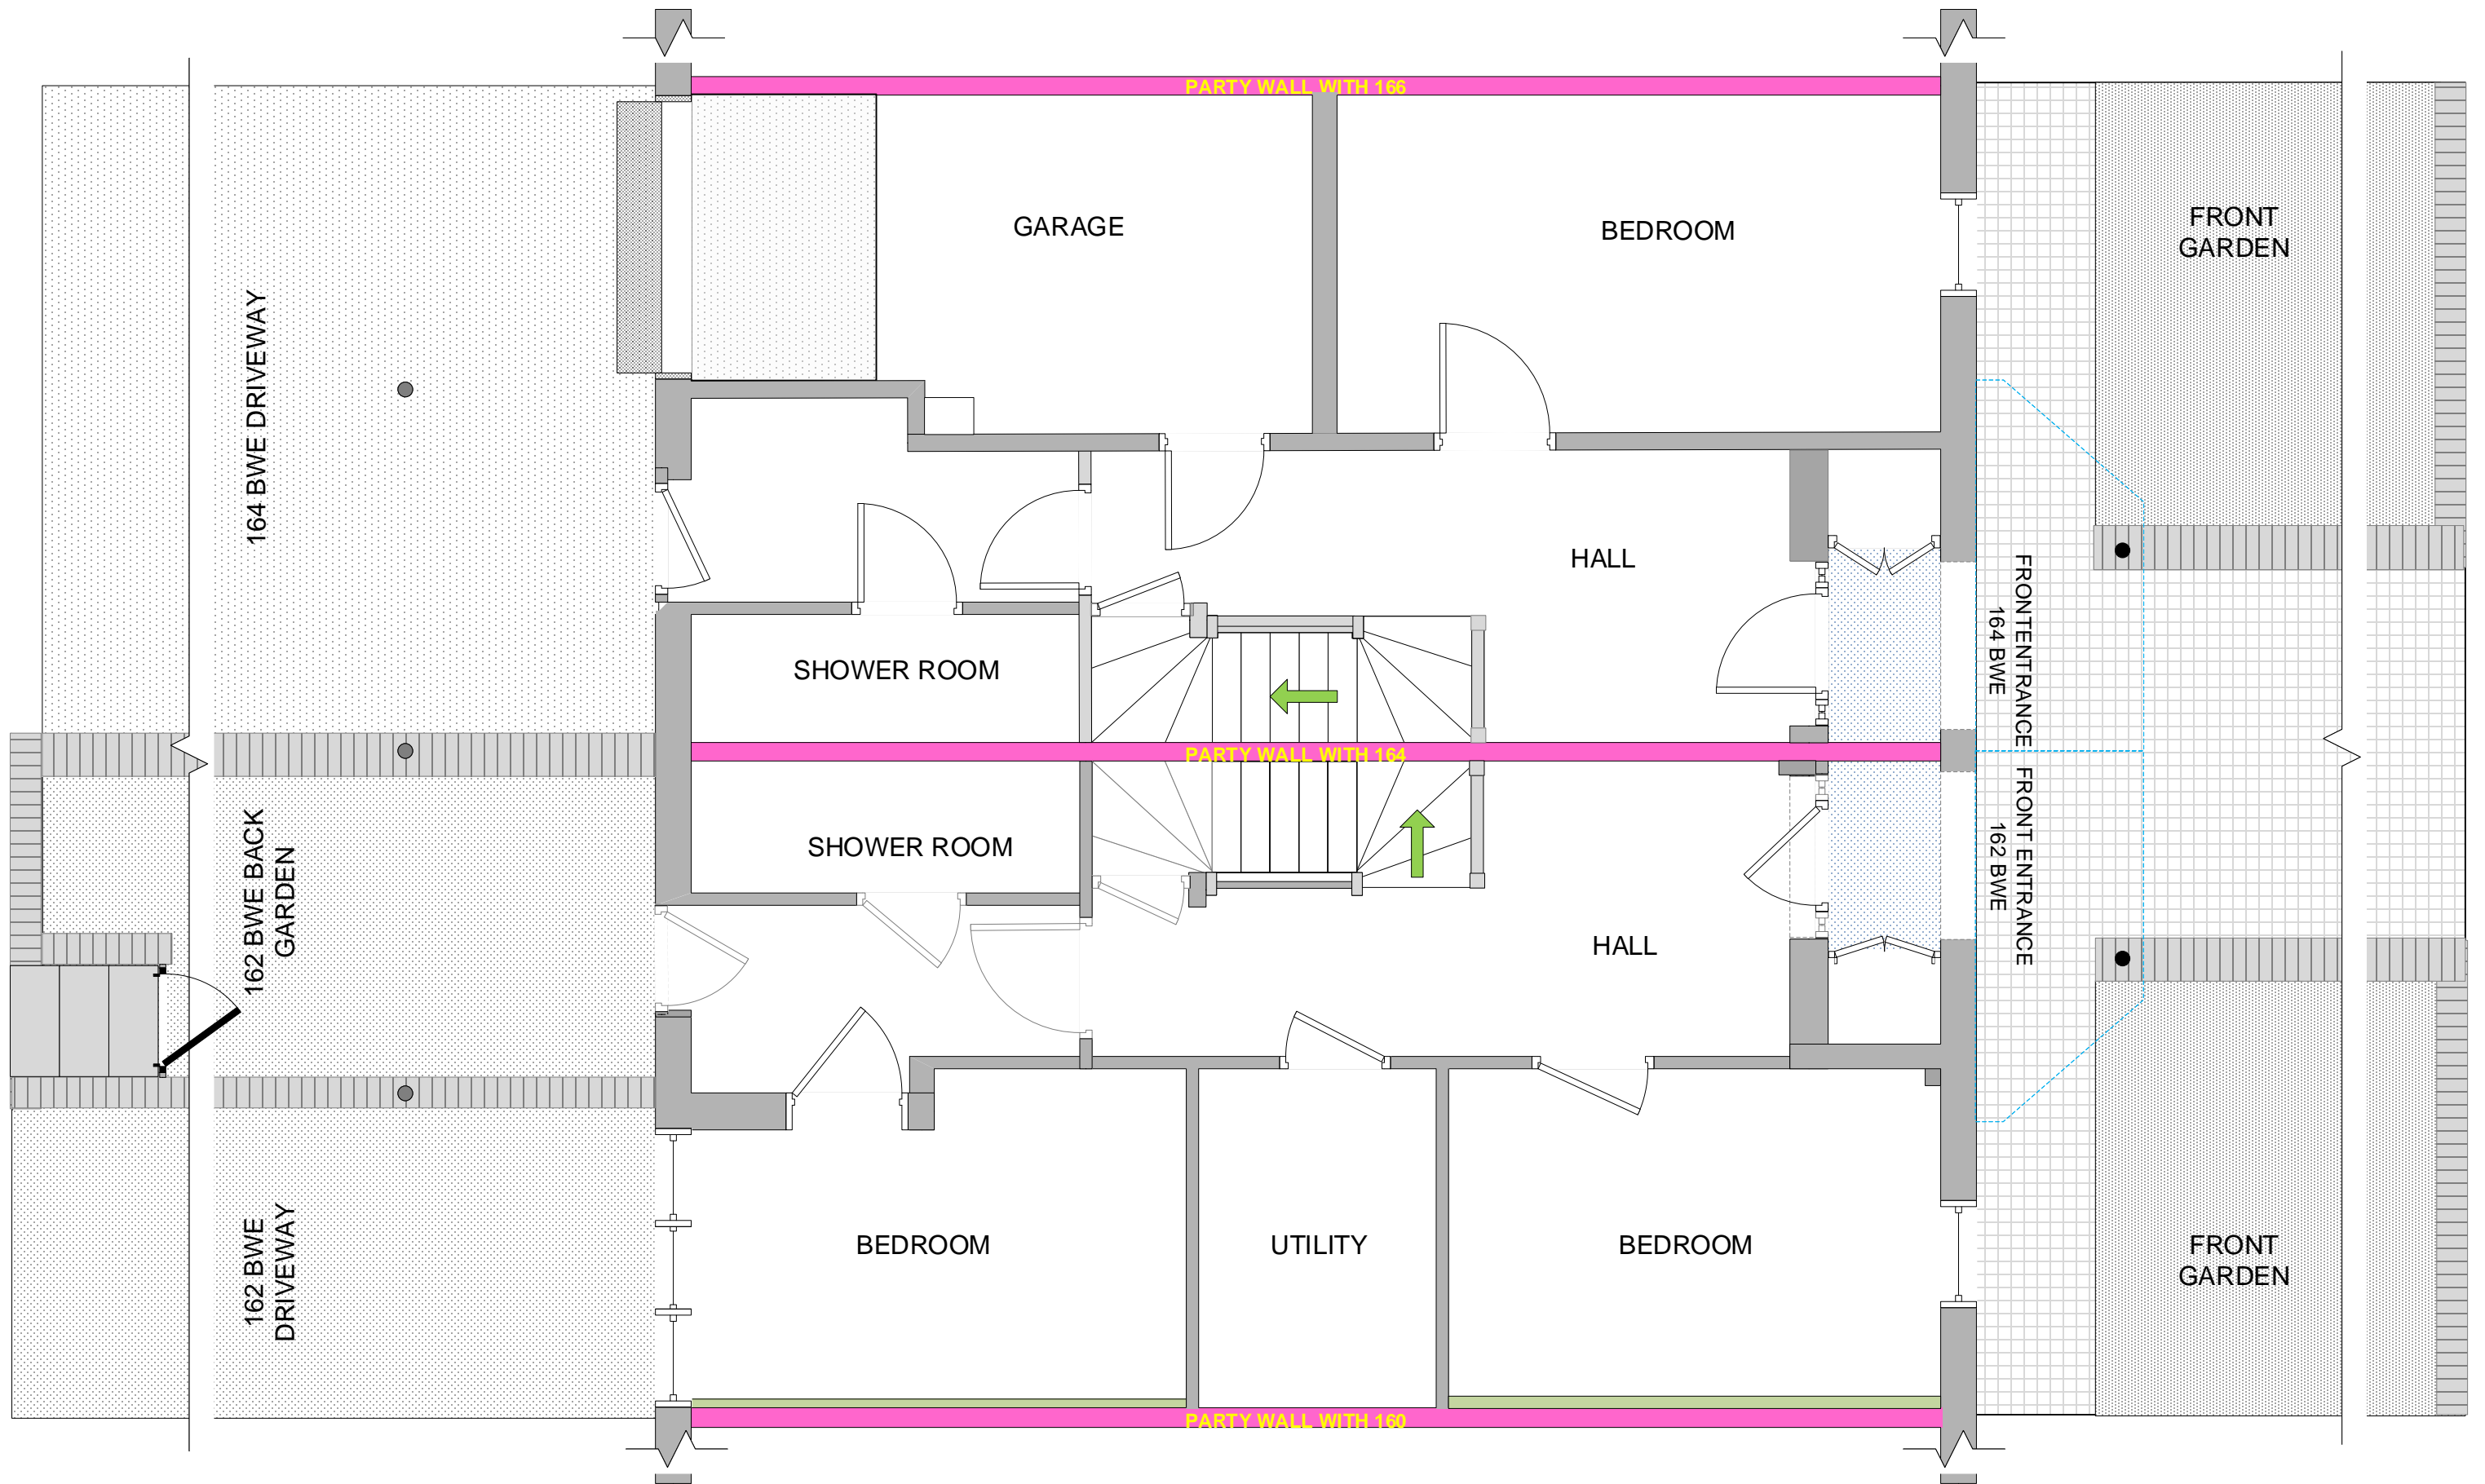 PARTY WALL WITH 166
GARAGE
BEDROOM
FRONT
GARDEN
164 BWE DRIVEWAY
HALL
FRONTENTRANCE
164 BWE
SHOWER ROOM
PARTY WALL WITH 164
SHOWER ROOM
162 BWE BACK
GARDEN
FRONT ENTRANCE
162 BWE
HALL
162 BWE
DRIVEWAY
BEDROOM
UTILITY
BEDROOM
FRONT
GARDEN
PARTY WALL WITH 160